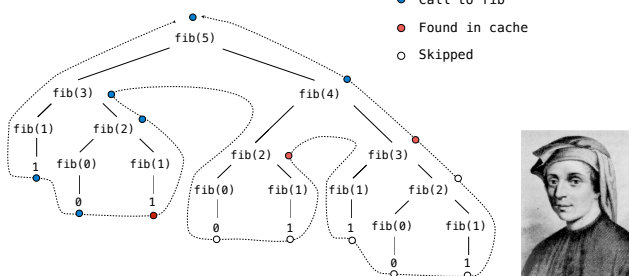 Call to fib
Found in cache
Skipped
fib(5)
fib(3)
fib(4)
fib(1)
fib(2)
fib(2)
fib(3)
1
fib(0)
fib(1)
fib(0)
fib(1)
fib(1)
fib(2)
0
1
0
1
1
fib(0)
fib(1)
0
1